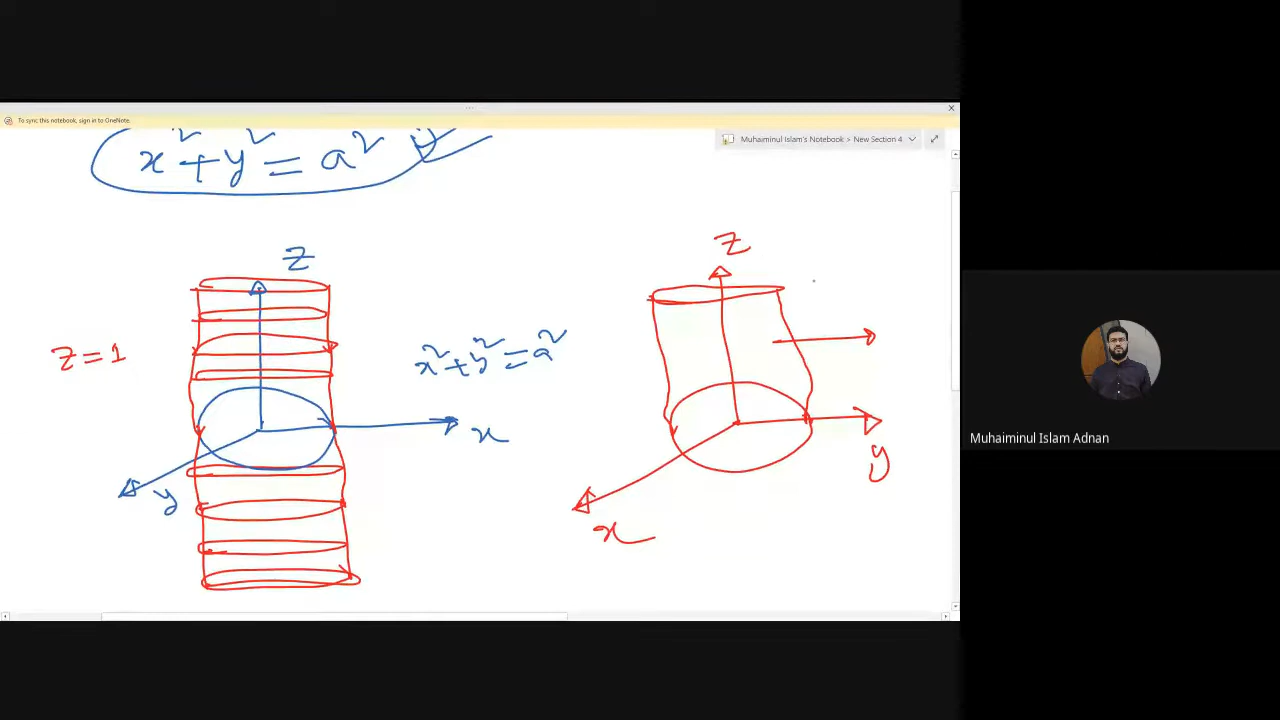 To sync this notebook, sign in to OneNote.
Muhaiminul Islam's Notebook > New Section 4
x² + y² = a²
z
z
z = 1
x² + y² = a²
x
y
y
x
Muhaiminul Islam Adnan